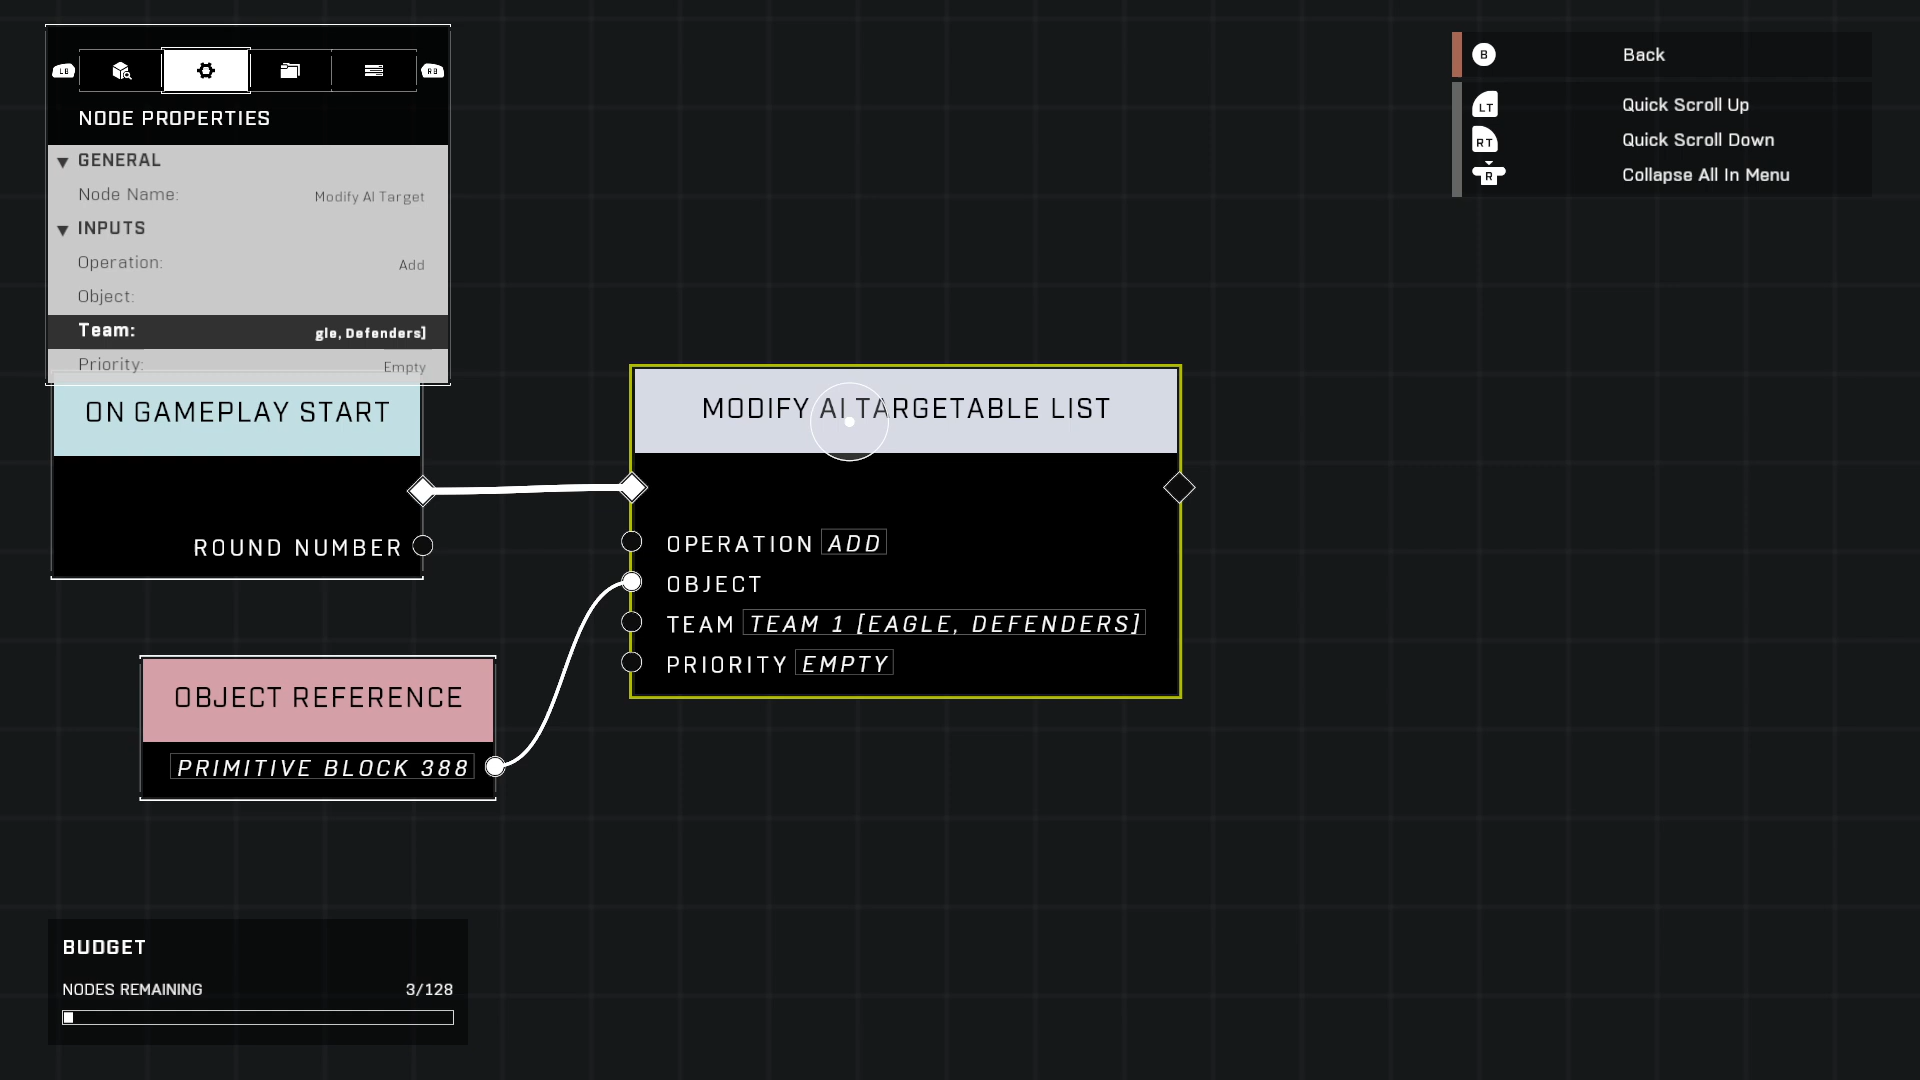 LB
RB
NODE PROPERTIES
GENERAL
Node Name: Modify AI Target
INPUTS
Operation: Add
Object:
Team: gle, Defenders]
Priority: Empty
ON GAMEPLAY START
ROUND NUMBER
OBJECT REFERENCE
PRIMITIVE BLOCK 388
MODIFY AI TARGETABLE LIST
OPERATION ADD
OBJECT
TEAM TEAM 1 [EAGLE, DEFENDERS]
PRIORITY EMPTY
B Back
LT Quick Scroll Up
RT Quick Scroll Down
R Collapse All In Menu
BUDGET
NODES REMAINING 3/128